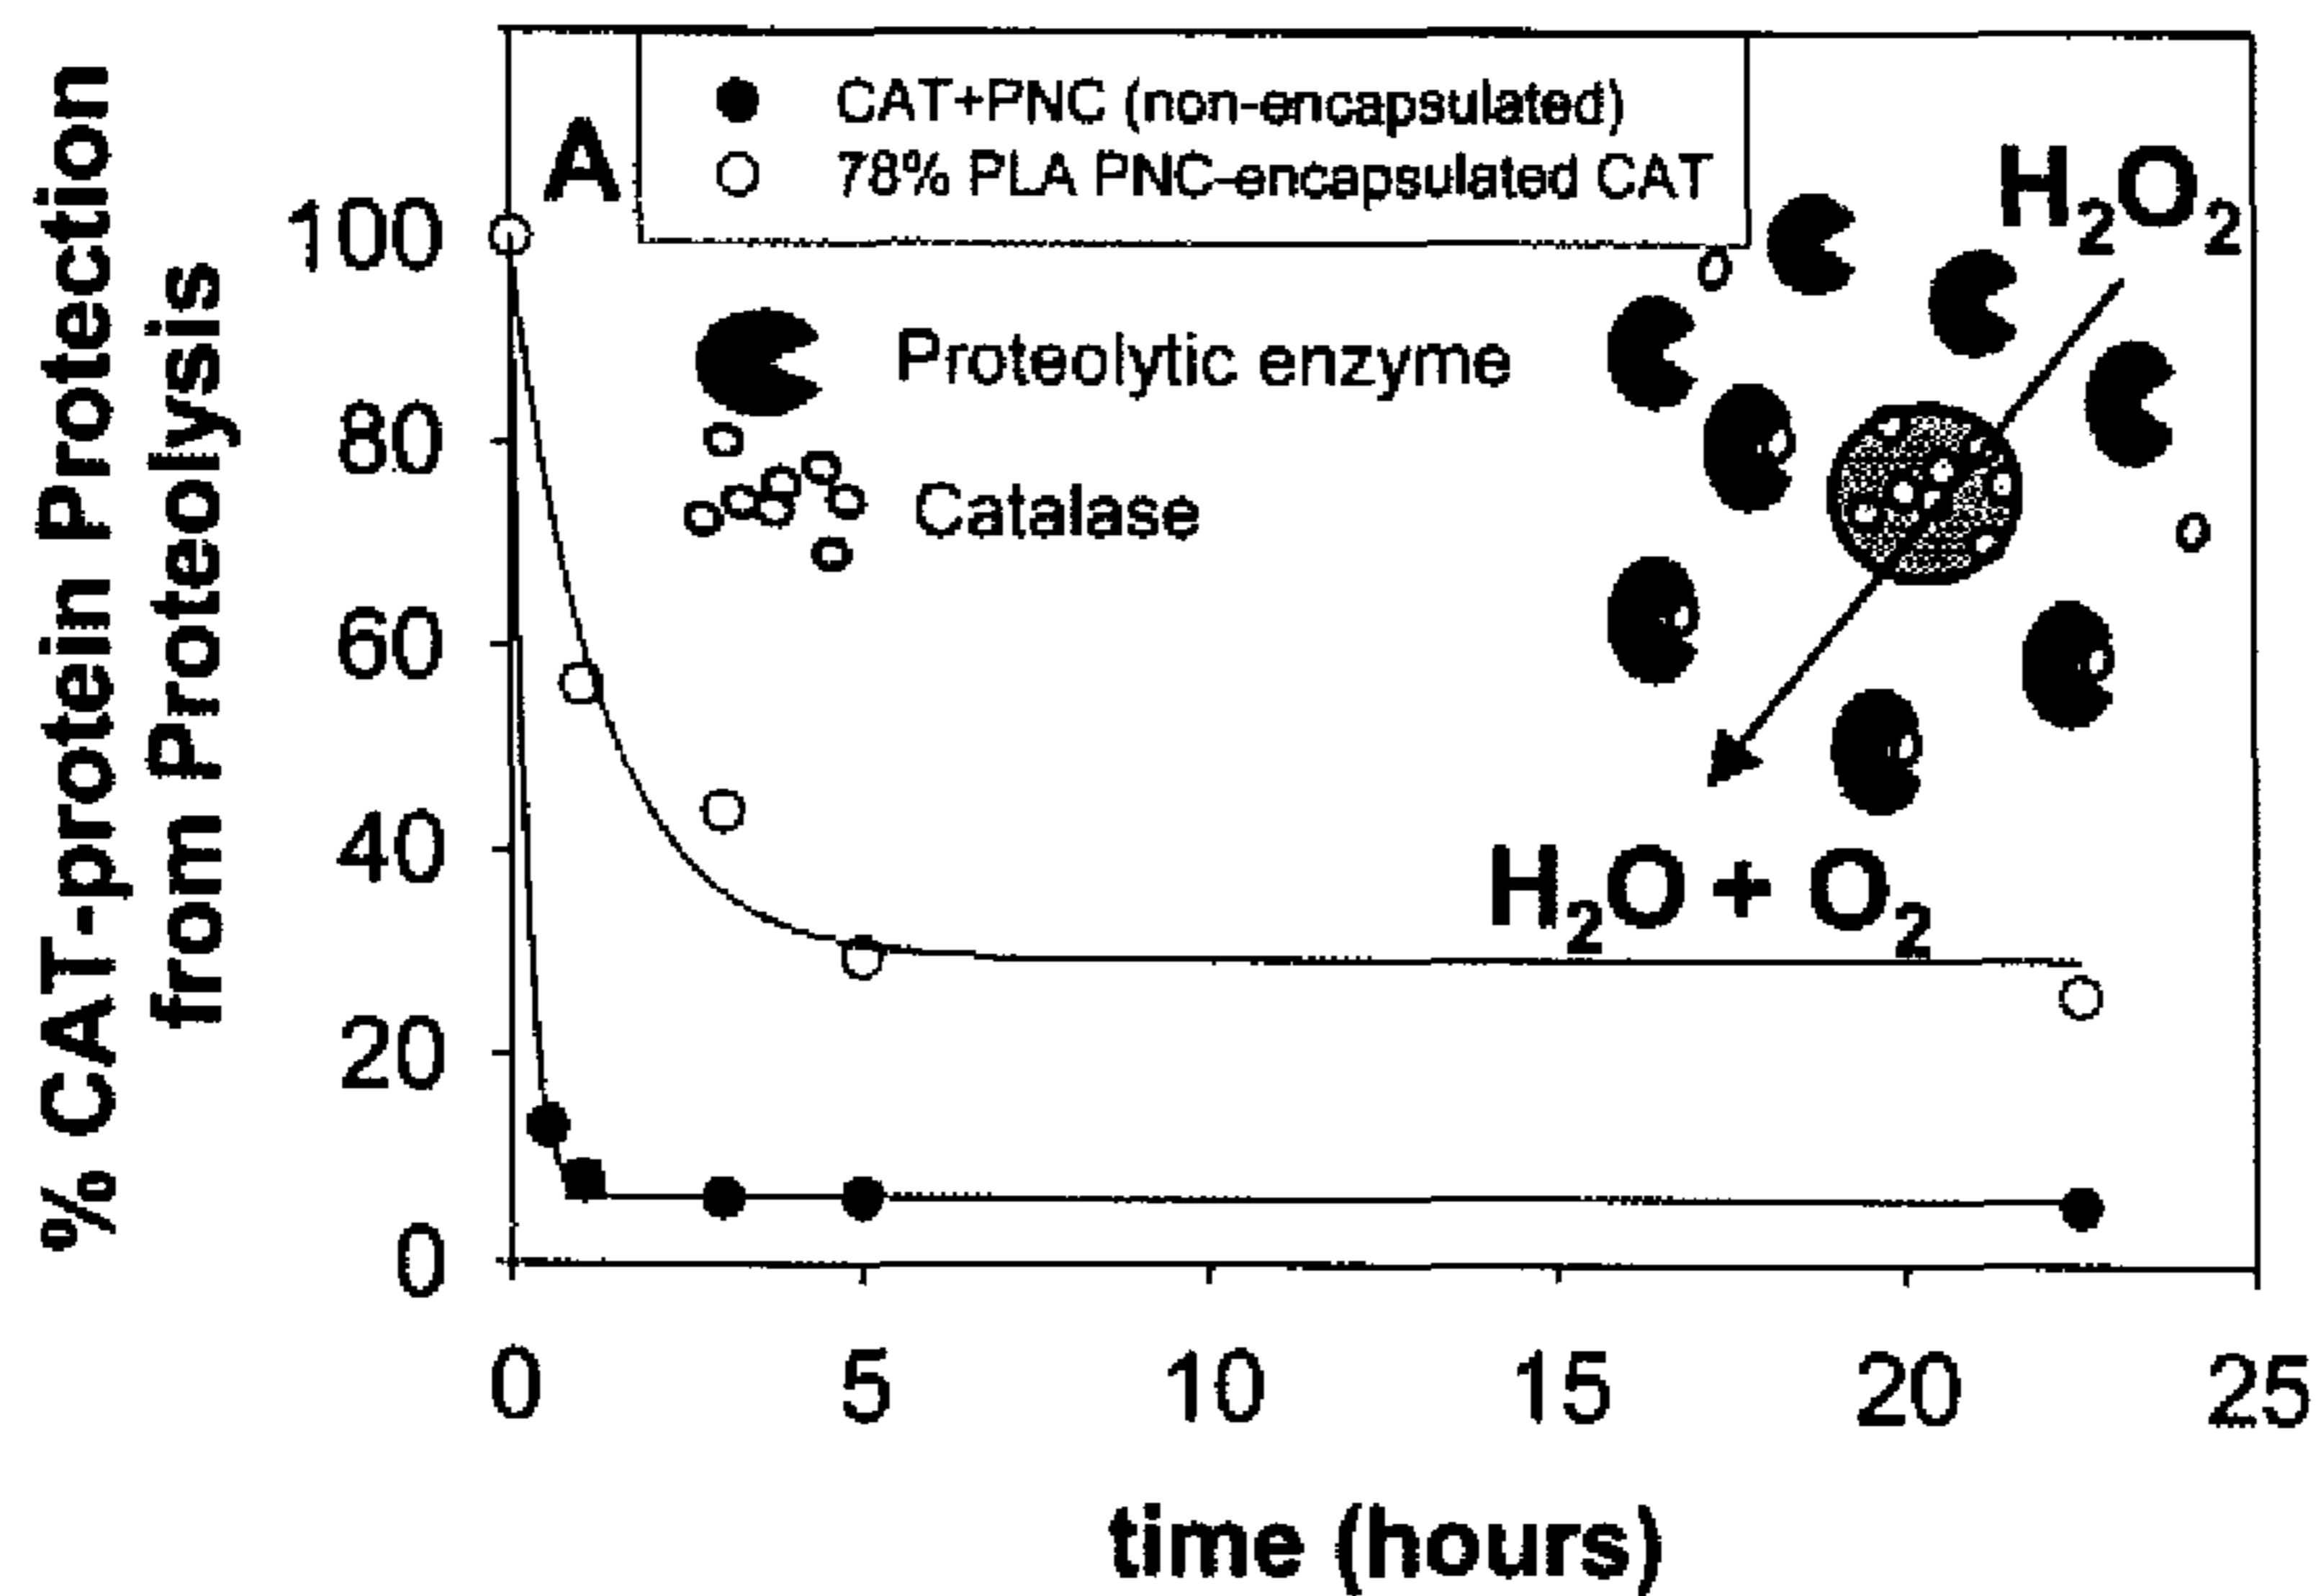 % CAT-protein Protection
from Proteolysis
A
CAT+PNC (non-encapsulated)
78% PLA PNC-encapsulated CAT
H₂O₂
Proteolytic enzyme
Catalase
H₂O + O₂
100
80
60
40
20
0
0 5 10 15 20 25
time (hours)